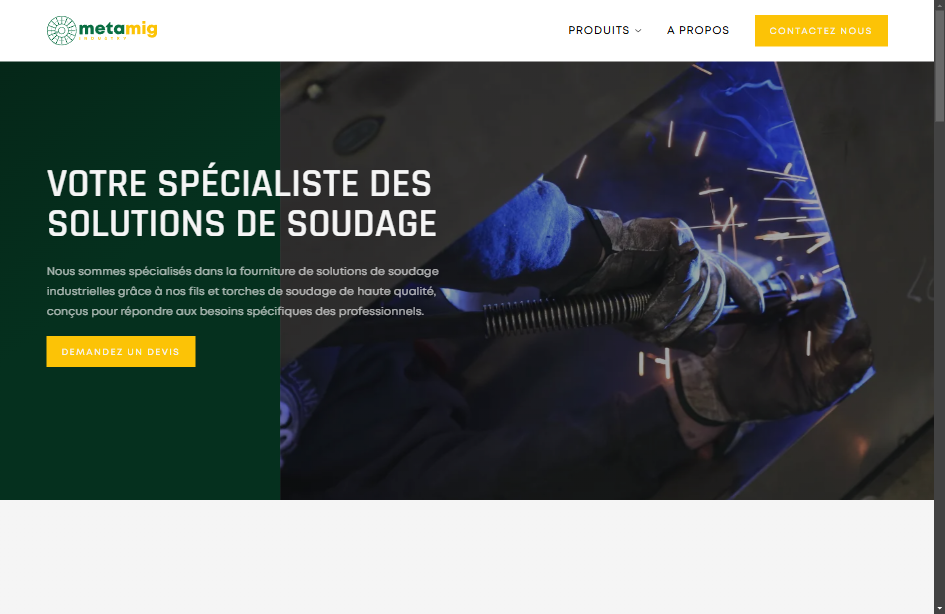 metamig
INDUSTRY
PRODUITS
A PROPOS
CONTACTEZ NOUS
VOTRE SPÉCIALISTE DES
SOLUTIONS DE SOUDAGE
Nous sommes spécialisés dans la fourniture de solutions de soudage
industrielles grâce à nos fils et torches de soudage de haute qualité,
conçus pour répondre aux besoins spécifiques des professionnels.
DEMANDEZ UN DEVIS